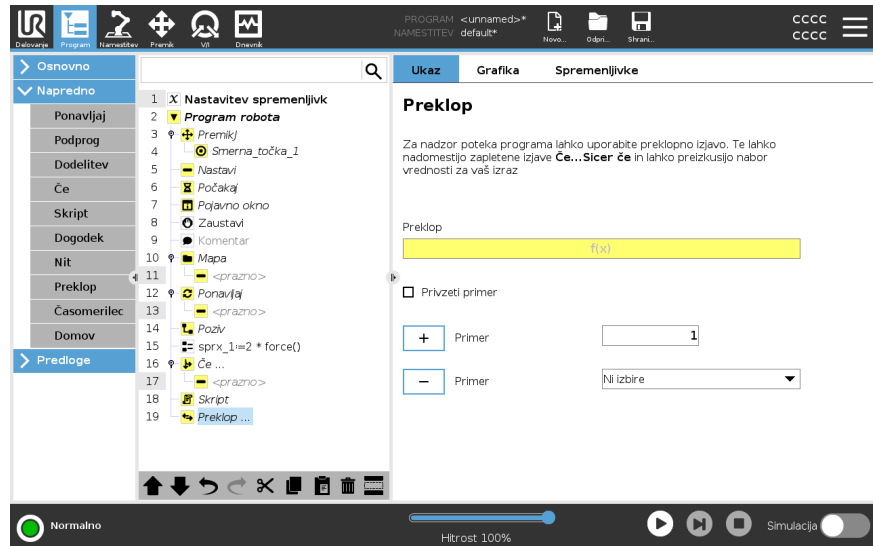 PROGRAM <unnamed>*
NAMESTITEV default*
Delovanje Program Namestitev Premik V/I Dnevnik
Novo... Odpri... Shrani...
cccc
cccc
Osnovno
Napredno
Ponavljaj
Podprog
Dodelitev
Če
Skript
Dogodek
Nit
Preklop
Časomerilec
Domov
Predloge
1 X Nastavitev spremenljivk
2 Program robota
3 PremikJ
4 Smerna_točka_1
5 Nastavi
6 Počakaj
7 Pojavno okno
8 Zaustavi
9 Komentar
10 Mapa
11 <prazno>
12 Ponavljaj
13 <prazno>
14 Poziv
15 sprx_1≔2 * force()
16 Če ...
17 <prazno>
18 Skript
19 Preklop ...
Ukaz Grafika Spremenljivke
Preklop
Za nadzor poteka programa lahko uporabite preklopno izjavo. Te lahko
nadomestijo zapletene izjave Če...Sicer če in lahko preizkusijo nabor
vrednosti za vaš izraz
Preklop
f(x)
Privzeti primer
+ Primer 1
− Primer Ni izbire
Normalno
Hitrost 100%
Simulacija